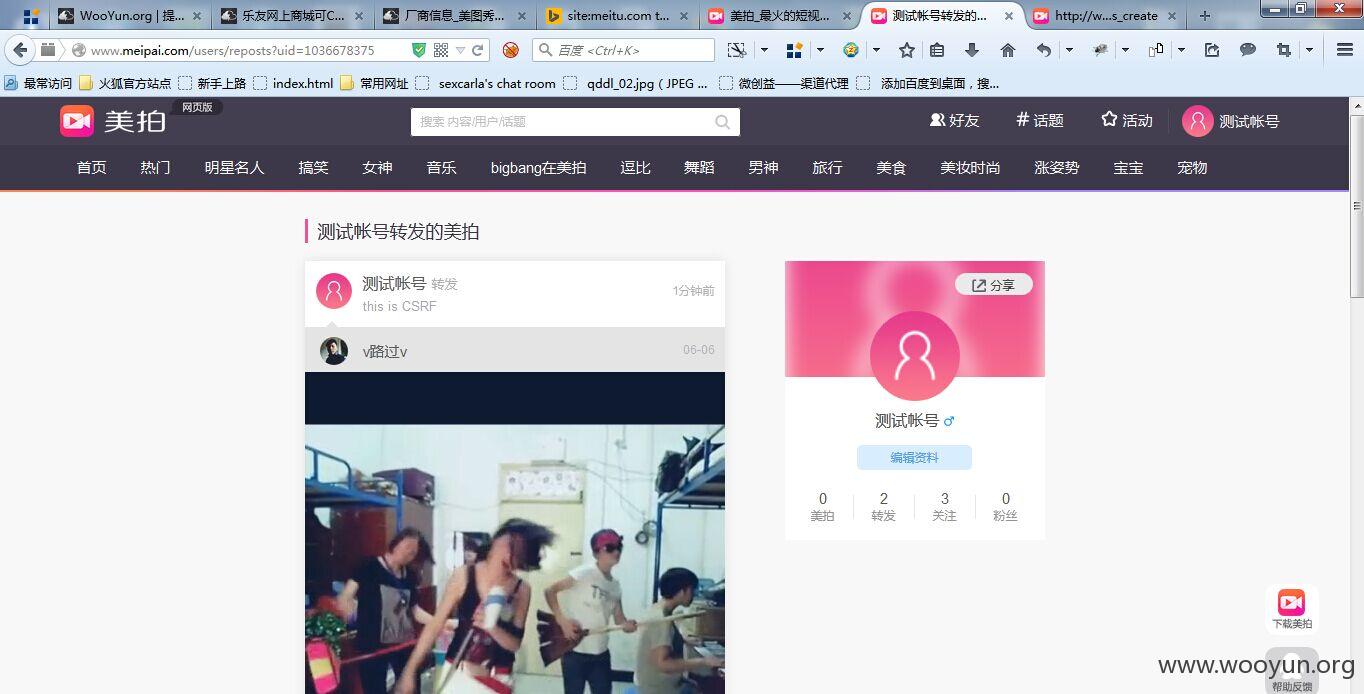 WooYun.org | 提... 乐友网上商城可C... 厂商信息_美图秀... site:meitu.com t... 美拍_最火的短视... 测试帐号转发的... http://w...s_create
www.meipai.com/users/reposts?uid=1036678375 百度 <Ctrl+K>
最常访问 火狐官方站点 新手上路 index.html 常用网址 sexcarla's chat room qddl_02.jpg ( JPEG ... 微创益——渠道代理 添加百度到桌面，搜...
美拍 网页版 搜索 内容/用户/话题 好友 # 话题 活动 测试帐号
首页 热门 明星名人 搞笑 女神 音乐 bigbang在美拍 逗比 舞蹈 男神 旅行 美食 美妆时尚 涨姿势 宝宝 宠物
测试帐号转发的美拍
测试帐号 转发 1分钟前
this is CSRF
v路过v 06-06
分享
测试帐号 ♂
编辑资料
0 2 3 0
美拍 转发 关注 粉丝
下载美拍
www.wooyun.org
帮助反馈